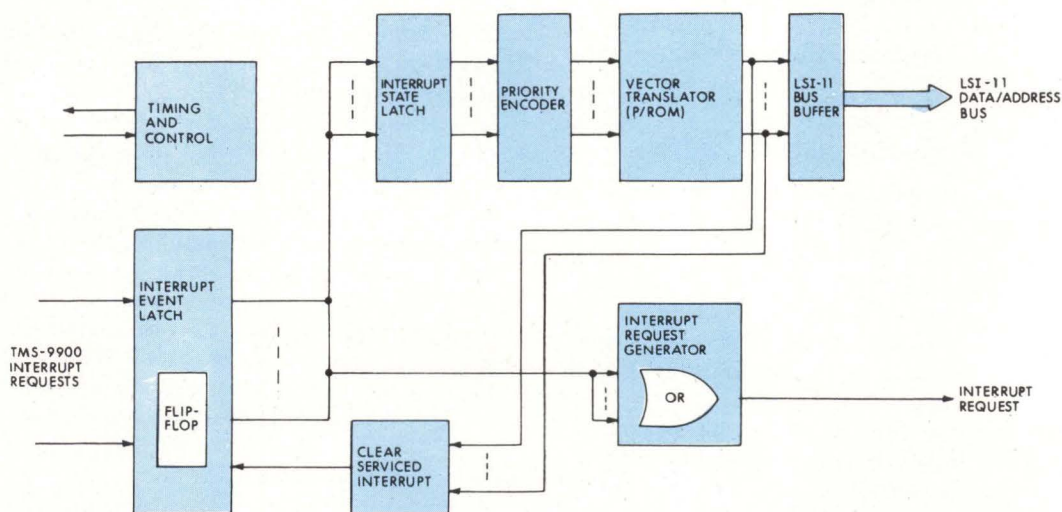 TIMING
AND
CONTROL
INTERRUPT
STATE
LATCH
PRIORITY
ENCODER
VECTOR
TRANSLATOR
(P/ROM)
LSI-11
BUS
BUFFER
LSI-11
DATA/ADDRESS
BUS
TMS-9900
INTERRUPT
REQUESTS
INTERRUPT
EVENT
LATCH
FLIP-
FLOP
CLEAR
SERVICED
INTERRUPT
INTERRUPT
REQUEST
GENERATOR
OR
INTERRUPT
REQUEST